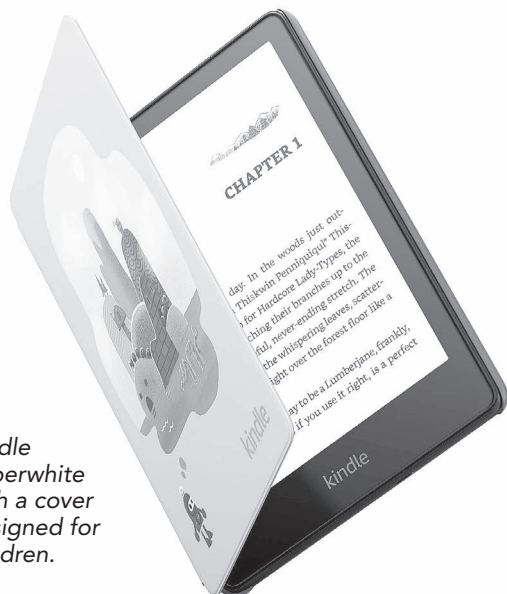 CHAPTER 1
day. In the woods just out-
Thiskwin Penniquiqul* This-
for Hardcore Lady-Types, the
ching their branches up to the
ful, never-ending stretch. The
the whispering leaves, scatter-
ight over the forest floor like a
ay to be a Lumberjane, frankly,
if you use it right, is a perfect
kindle
kindle
dle
perwhite
h a cover
signed for
dren.